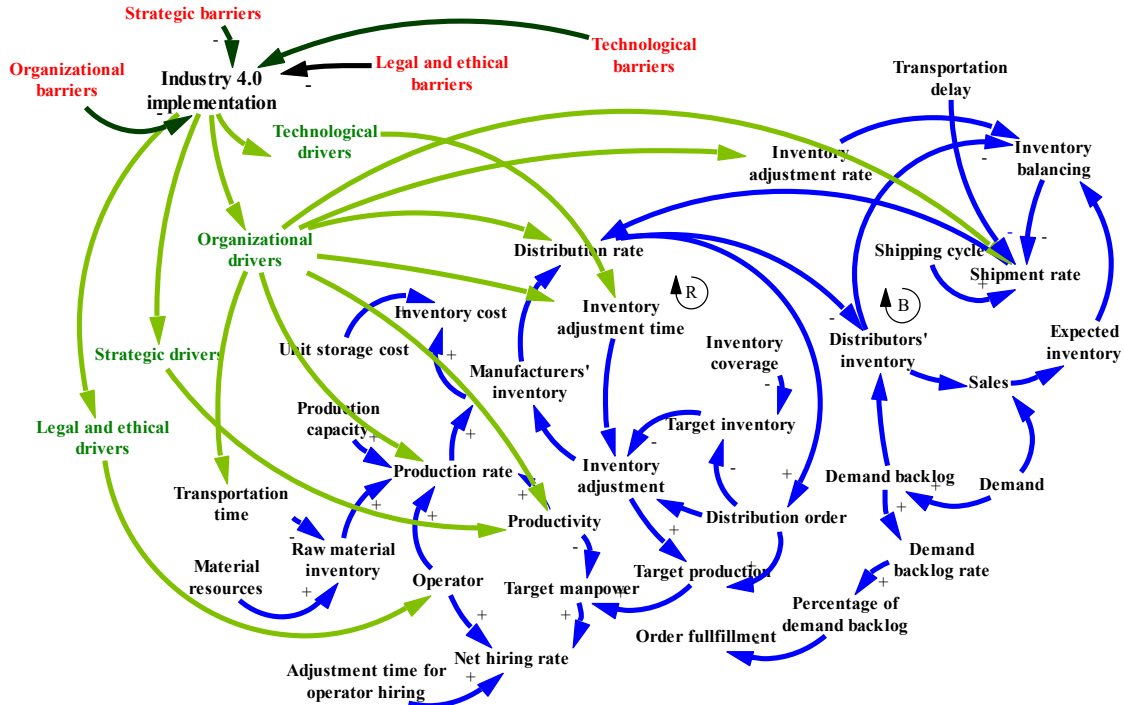 Strategic barriers
-
Technological
barriers
Organizational
barriers
Legal and ethical
barriers
-
Industry 4.0
implementation
-
Transportation
delay
Technological
drivers
Inventory
adjustment rate
Inventory
balancing
-
Organizational
drivers
Distribution rate
-
-
Shipping cycle
Shipment rate
+
Inventory cost
Unit storage cost
Inventory
adjustment time
R
B
Inventory
coverage
-
-
Distributors'
inventory
Expected
inventory
Strategic drivers
+
Manufacturers'
inventory
Sales
Legal and ethical
drivers
Production
capacity
+
+
Target inventory
-
Production rate
Inventory
adjustment
-
+
Demand backlog
+
Demand
Transportation
time
+
+
+
Productivity
Distribution order
+
-
Raw material
inventory
-
+
Demand
backlog rate
Material
resources
+
Operator
Target manpower
+
Target production
+
+
Percentage of
demand backlog
+
+
Order fullfillment
Net hiring rate
Adjustment time for
operator hiring
+